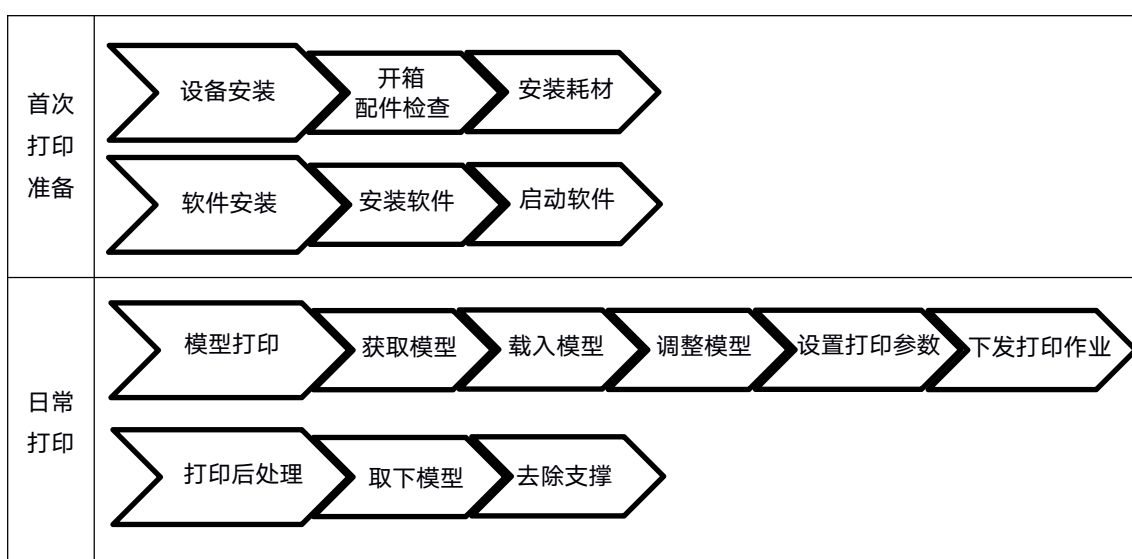 首次
打印
准备
设备安装
开箱
配件检查
安装耗材
软件安装
安装软件
启动软件
日常
打印
模型打印
获取模型
载入模型
调整模型
设置打印参数
下发打印作业
打印后处理
取下模型
去除支撑